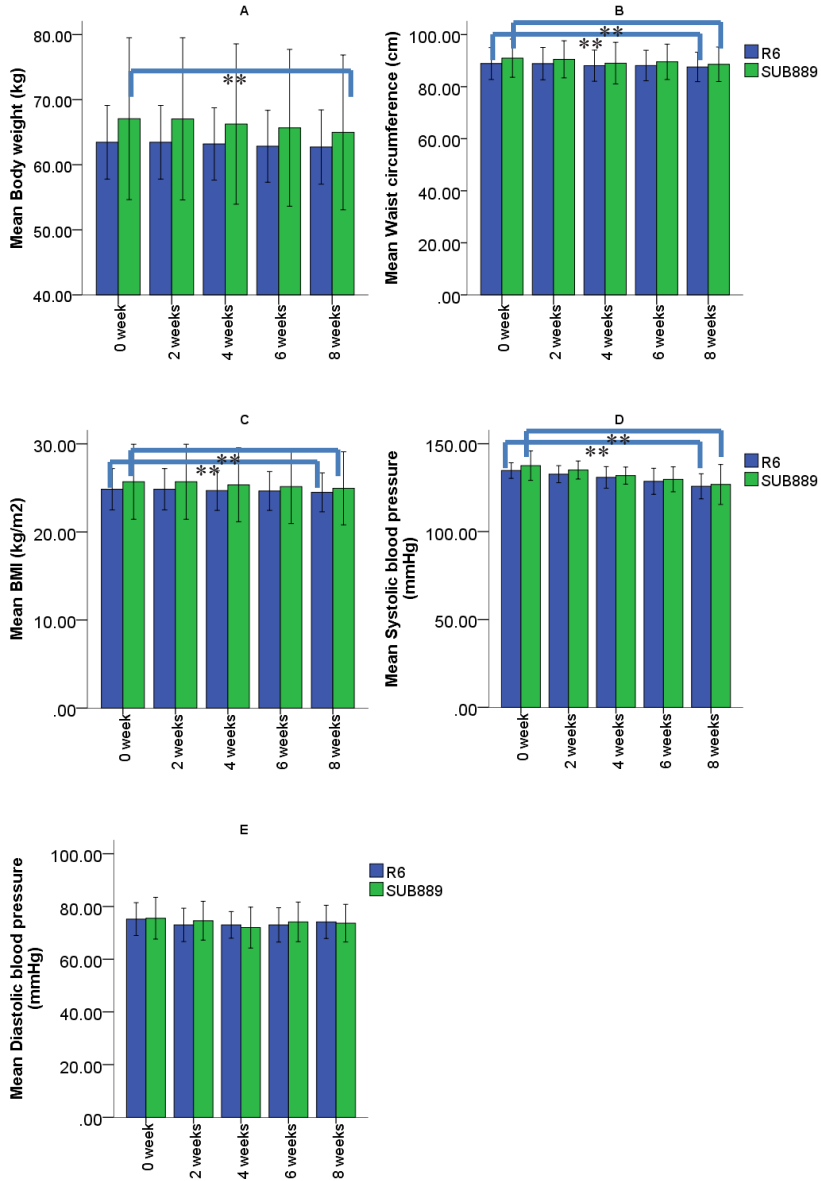 A
Mean Body weight (kg)
80.00
70.00
60.00
50.00
40.00
**
0 week
2 weeks
4 weeks
6 weeks
8 weeks
B
Mean Waist circumference (cm)
100.00
80.00
60.00
40.00
20.00
.00
**
**
R6
SUB889
0 week
2 weeks
4 weeks
6 weeks
8 weeks
C
Mean BMI (kg/m2)
30.00
20.00
10.00
.00
**
**
0 week
2 weeks
4 weeks
6 weeks
8 weeks
D
Mean Systolic blood pressure
(mmHg)
150.00
100.00
50.00
.00
**
**
R6
SUB889
0 week
2 weeks
4 weeks
6 weeks
8 weeks
E
Mean Diastolic blood pressure
(mmHg)
100.00
80.00
60.00
40.00
20.00
.00
R6
SUB889
0 week
2 weeks
4 weeks
6 weeks
8 weeks